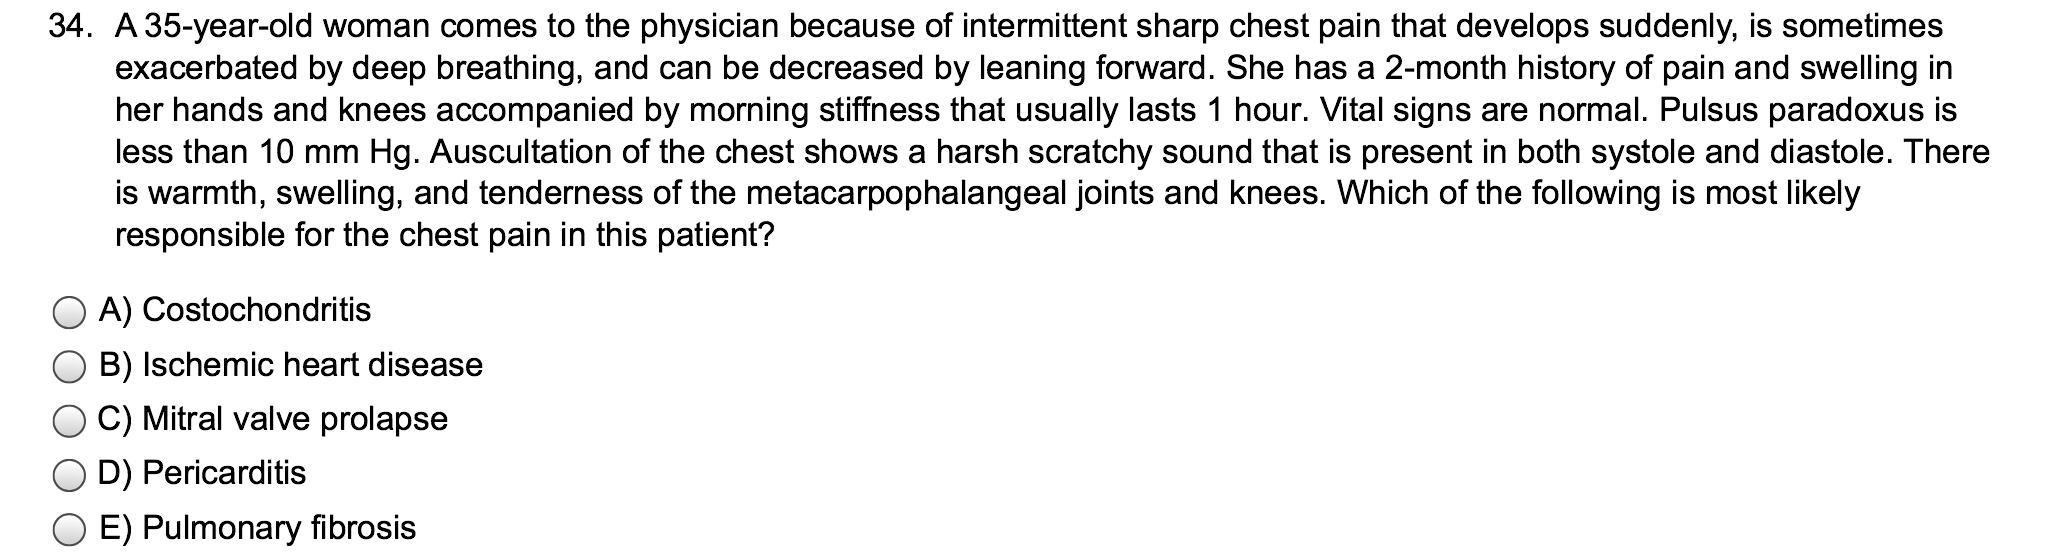 34. A 35-year-old woman comes to the physician because of intermittent sharp chest pain that develops suddenly, is sometimes
exacerbated by deep breathing, and can be decreased by leaning forward. She has a 2-month history of pain and swelling in
her hands and knees accompanied by morning stiffness that usually lasts 1 hour. Vital signs are normal. Pulsus paradoxus is
less than 10 mm Hg. Auscultation of the chest shows a harsh scratchy sound that is present in both systole and diastole. There
is warmth, swelling, and tenderness of the metacarpophalangeal joints and knees. Which of the following is most likely
responsible for the chest pain in this patient?
A) Costochondritis
B) Ischemic heart disease
C) Mitral valve prolapse
D) Pericarditis
E) Pulmonary fibrosis